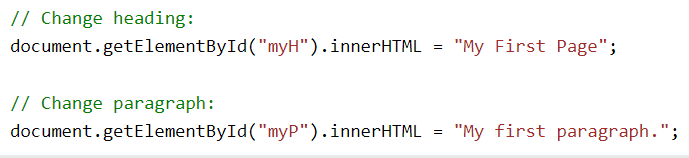 // Change heading:
document.getElementById("myH").innerHTML = "My First Page";
// Change paragraph:
document.getElementById("myP").innerHTML = "My first paragraph.";